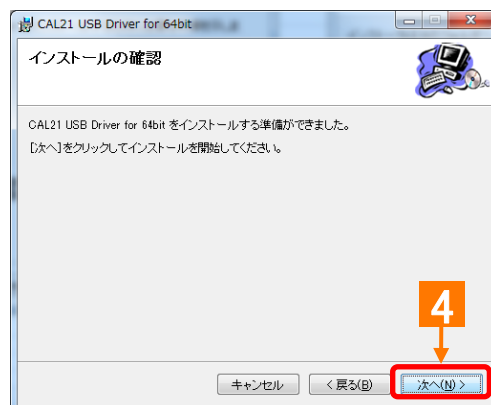 CAL21 USB Driver for 64bit
インストールの確認
CAL21 USB Driver for 64bit をインストールする準備ができました。
[次へ]をクリックしてインストールを開始してください。
4
キャンセル
< 戻る(B)
次へ(N) >